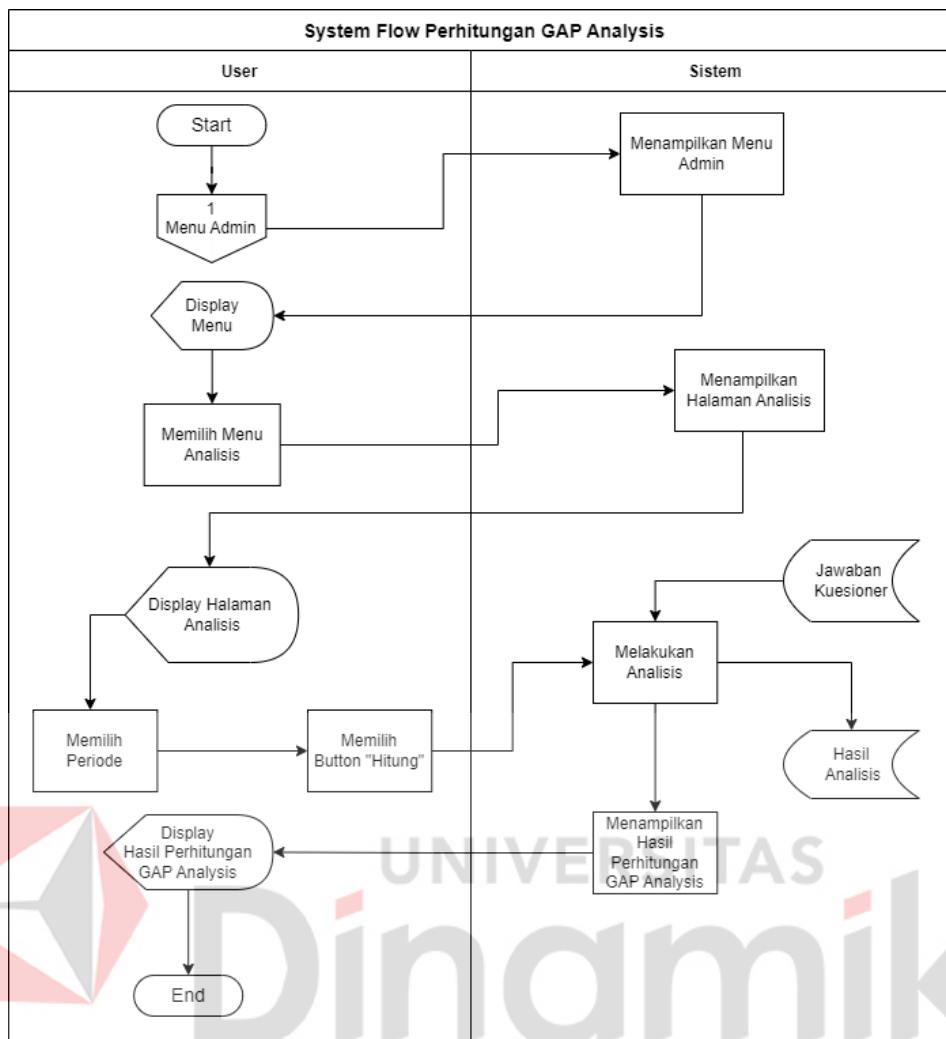 System Flow Perhitungan GAP Analysis
User
Sistem
Start
Menampilkan Menu
Admin
1
Menu Admin
Display
Menu
Menampilkan
Halaman Analisis
Memilih Menu
Analisis
Jawaban
Kuesioner
Display Halaman
Analisis
Melakukan
Analisis
Memilih
Periode
Memilih
Button "Hitung"
Hasil
Analisis
Display
Hasil Perhitungan
GAP Analysis
Menampilkan
Hasil
Perhitungan
GAP Analysis
UNIVERSITAS
Dinamik
End